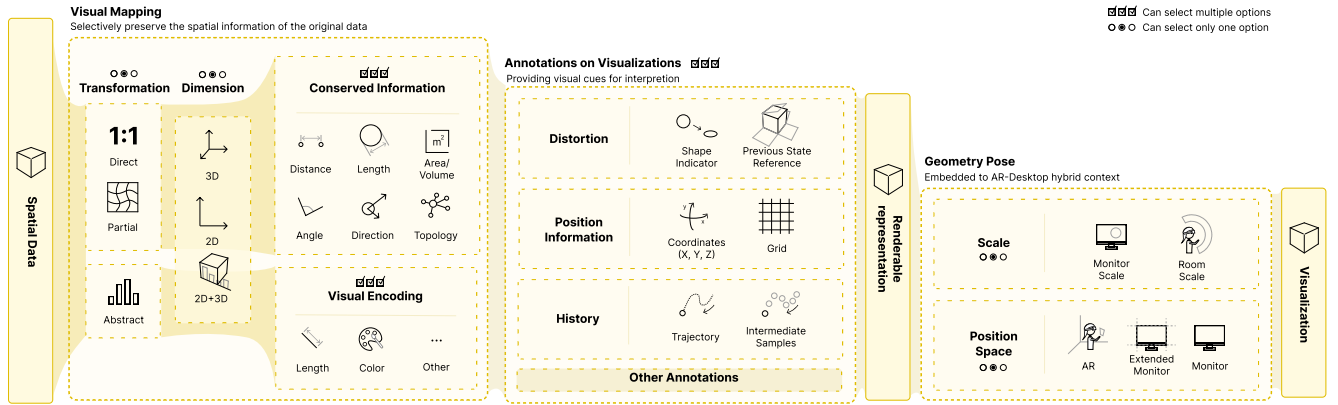 Visual Mapping
Selectively preserve the spatial information of the original data
Can select multiple options
Can select only one option
Spatial Data
Transformation
1:1
Direct
Partial
Abstract
Dimension
3D
2D
2D+3D
Conserved Information
Distance
Length
m²
Area/
Volume
Angle
Direction
Topology
Visual Encoding
Length
Color
...
Other
Annotations on Visualizations
Providing visual cues for interpretion
Distortion
Shape
Indicator
Previous State
Reference
Position
Information
y
x
Coordinates
(X, Y, Z)
Grid
History
Trajectory
Intermediate
Samples
Other Annotations
Renderable
representation
Geometry Pose
Embedded to AR-Desktop hybrid context
Scale
Monitor
Scale
Room
Scale
Position
Space
AR
Extended
Monitor
Monitor
Visualization